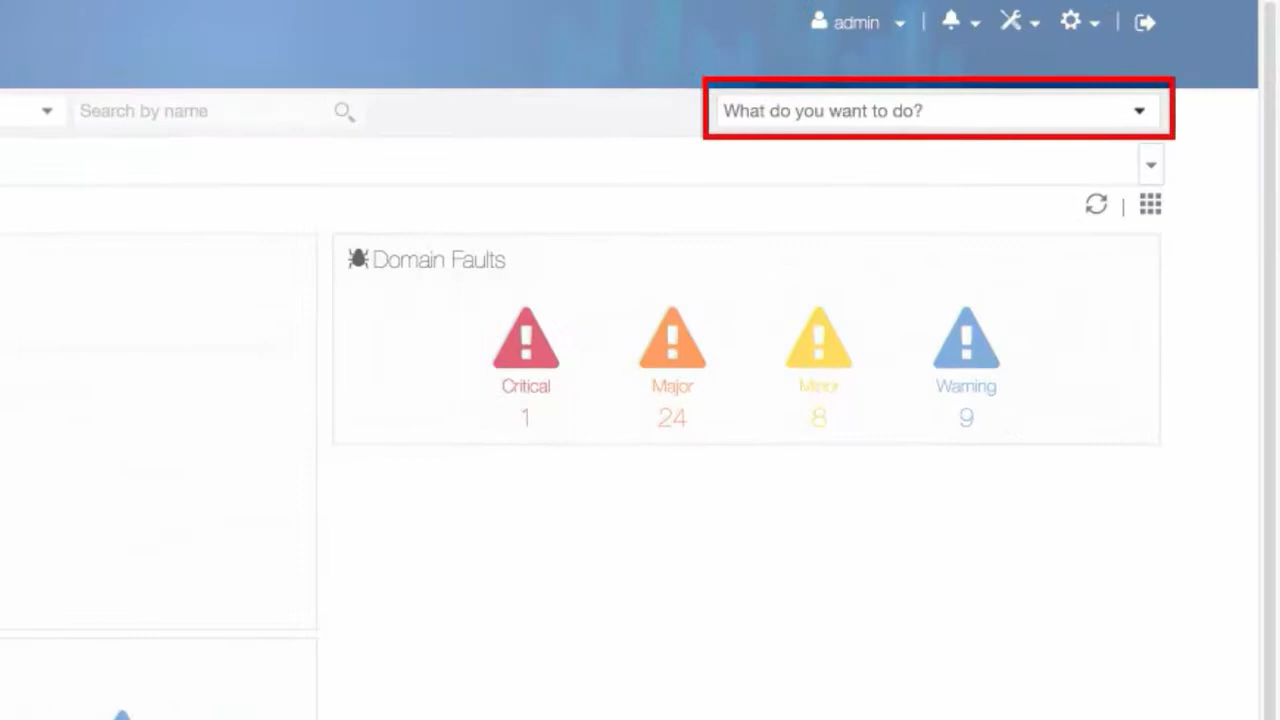 admin
Search by name
What do you want to do?
Domain Faults
Critical Major Minor Warning
1 24 8 9